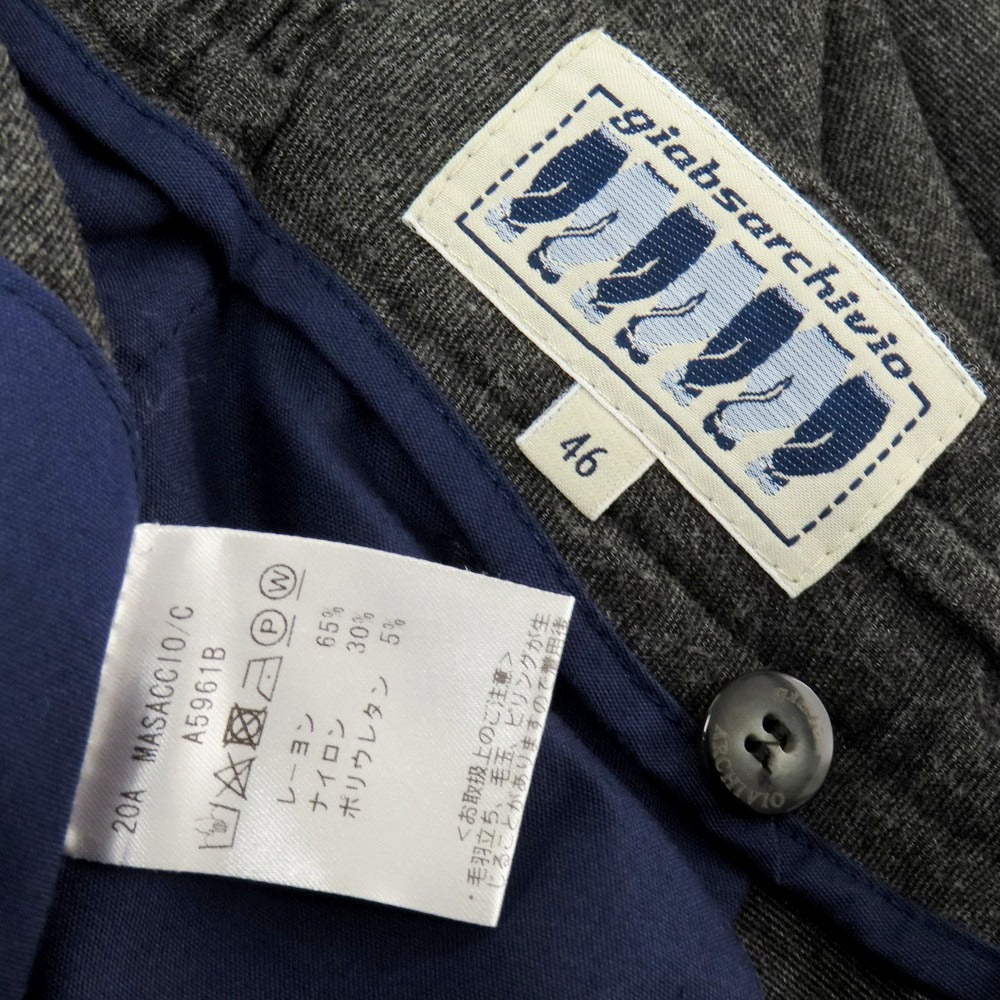 giabsarchivio
46
20A MASACCIO/C
A5961B
P W
レーヨン 65%
ナイロン 30%
ポリウレタン 5%
<お取扱上のご注意>
・毛羽立ち、毛玉、ピリングが生
じることがありますので着用後
ARCHIVIO